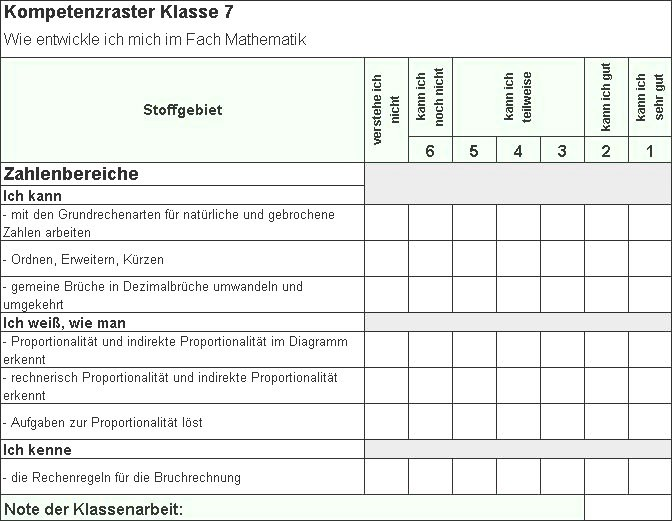 Kompetenzraster Klasse 7
Wie entwickle ich mich im Fach Mathematik
Stoffgebiet
verstehe ich
nicht
kann ich
noch nicht
kann ich
teilweise
kann ich gut
kann ich
sehr gut
6 5 4 3 2 1
Zahlenbereiche
Ich kann
- mit den Grundrechenarten für natürliche und gebrochene
Zahlen arbeiten
- Ordnen, Erweitern, Kürzen
- gemeine Brüche in Dezimalbrüche umwandeln und
umgekehrt
Ich weiß, wie man
- Proportionalität und indirekte Proportionalität im Diagramm
erkennt
- rechnerisch Proportionalität und indirekte Proportionalität
erkennt
- Aufgaben zur Proportionalität löst
Ich kenne
- die Rechenregeln für die Bruchrechnung
Note der Klassenarbeit: